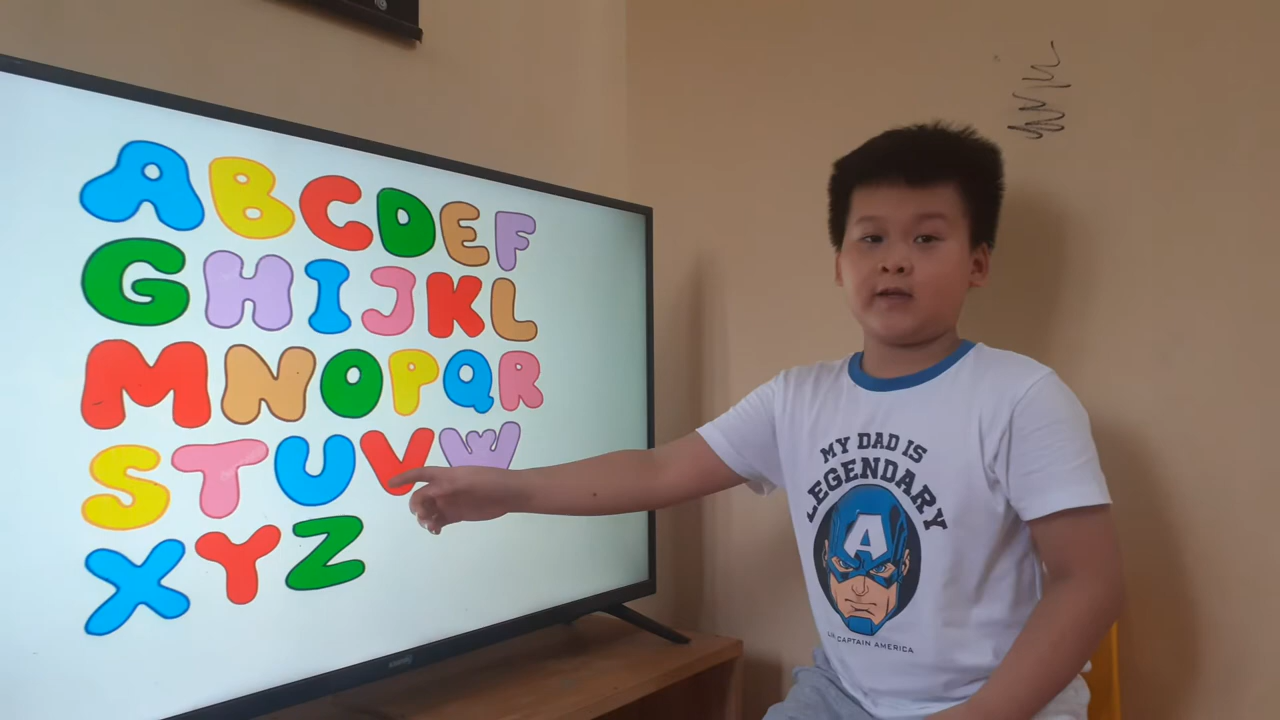 ABCDEF
GHIJKL
MNOPQR
STUVW
XYZ
MY DAD IS
LEGENDARY
A
CAPTAIN AMERICA